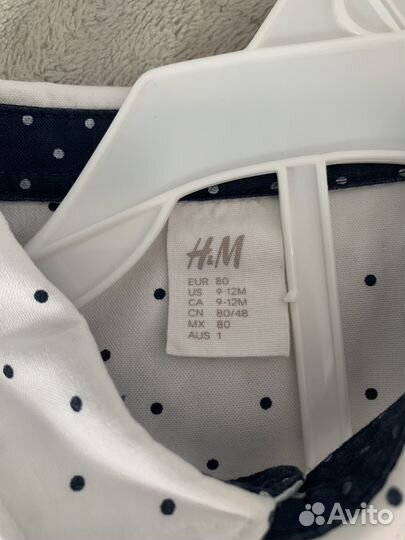 H&M
EUR 80
US 9-12M
CA 9-12M
CN 80/48
MX 80
AUS 1
Avito